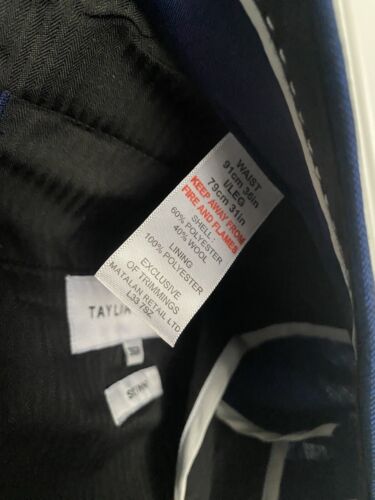 WAIST
91cm 36in
I/LEG
79cm 31in
KEEP AWAY FROM
FIRE AND FLAMES
SHELL :
60% POLYESTER
40% WOOL
LINING
100% POLYESTER
EXCLUSIVE
OF TRIMMINGS
MATALAN RETAIL LTD.
L33 7SZ